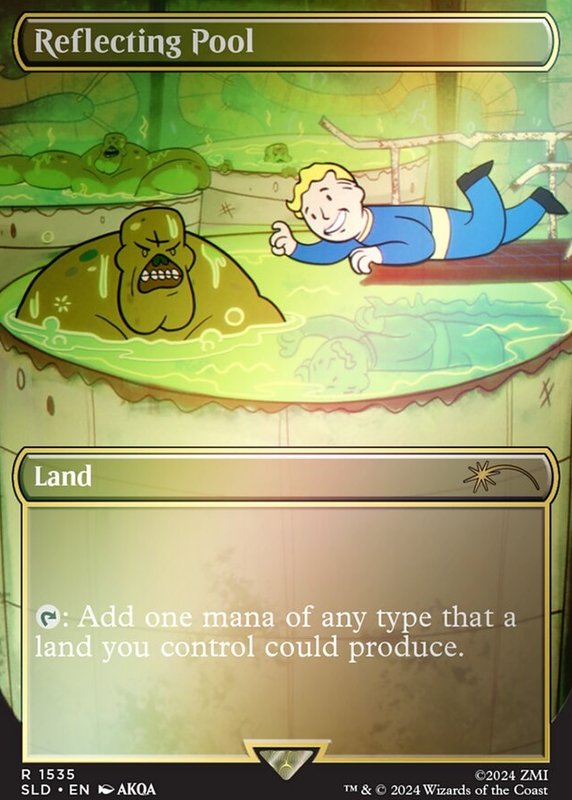 Reflecting Pool
Land
: Add one mana of any type that a
land you control could produce.
R 1535
SLD • EN AKQA
©2024 ZMI
™ & © 2024 Wizards of the Coast